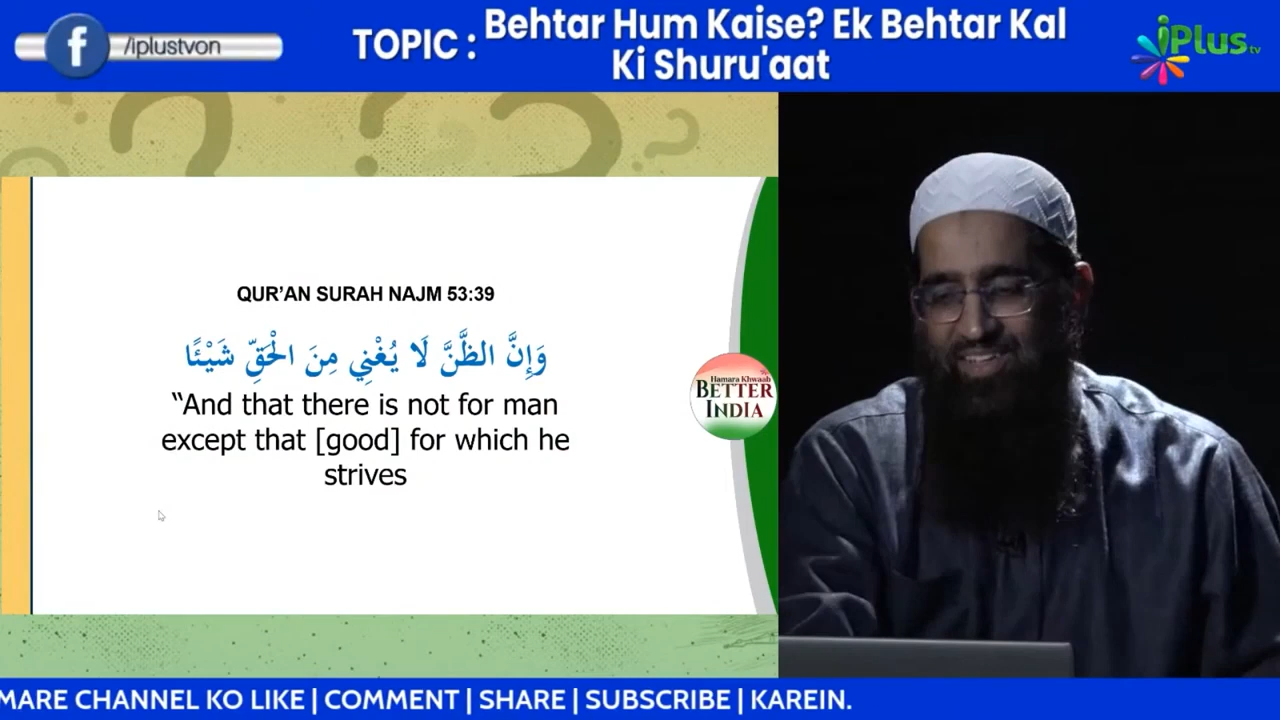 /iplustvon
TOPIC :
Behtar Hum Kaise? Ek Behtar Kal
Ki Shuru'aat
iPlus tv
QUR’AN SURAH NAJM 53:39
وَإِنَّ الظَّنَّ لَا يُغْنِي مِنَ الْحَقِّ شَيْئًا
“And that there is not for man
except that [good] for which he
strives
Hamara Khwaab
BETTER
INDIA
MARE CHANNEL KO LIKE | COMMENT | SHARE | SUBSCRIBE | KAREIN.